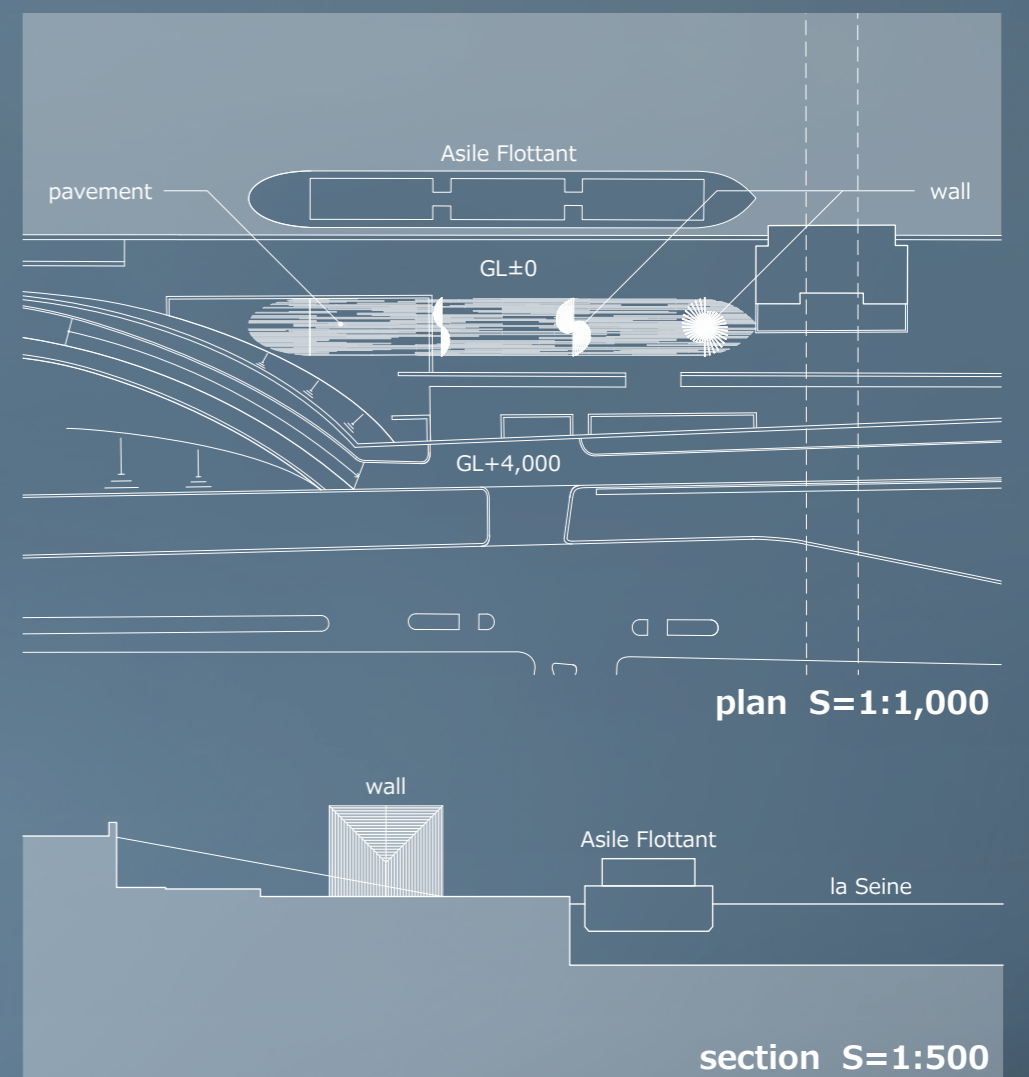 Asile Flottant
pavement
wall
GL±0
GL+4,000
plan S=1:1,000
wall
Asile Flottant
la Seine
section S=1:500